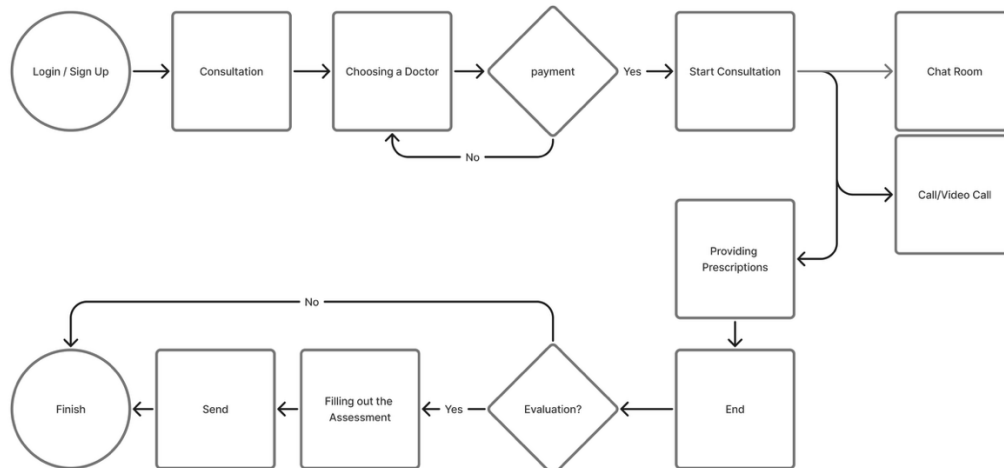 Login / Sign Up
Consultation
Choosing a Doctor
payment
Yes
Start Consultation
Chat Room
No
Call/Video Call
Providing
Prescriptions
No
Finish
Send
Filling out the
Assessment
Yes
Evaluation?
End